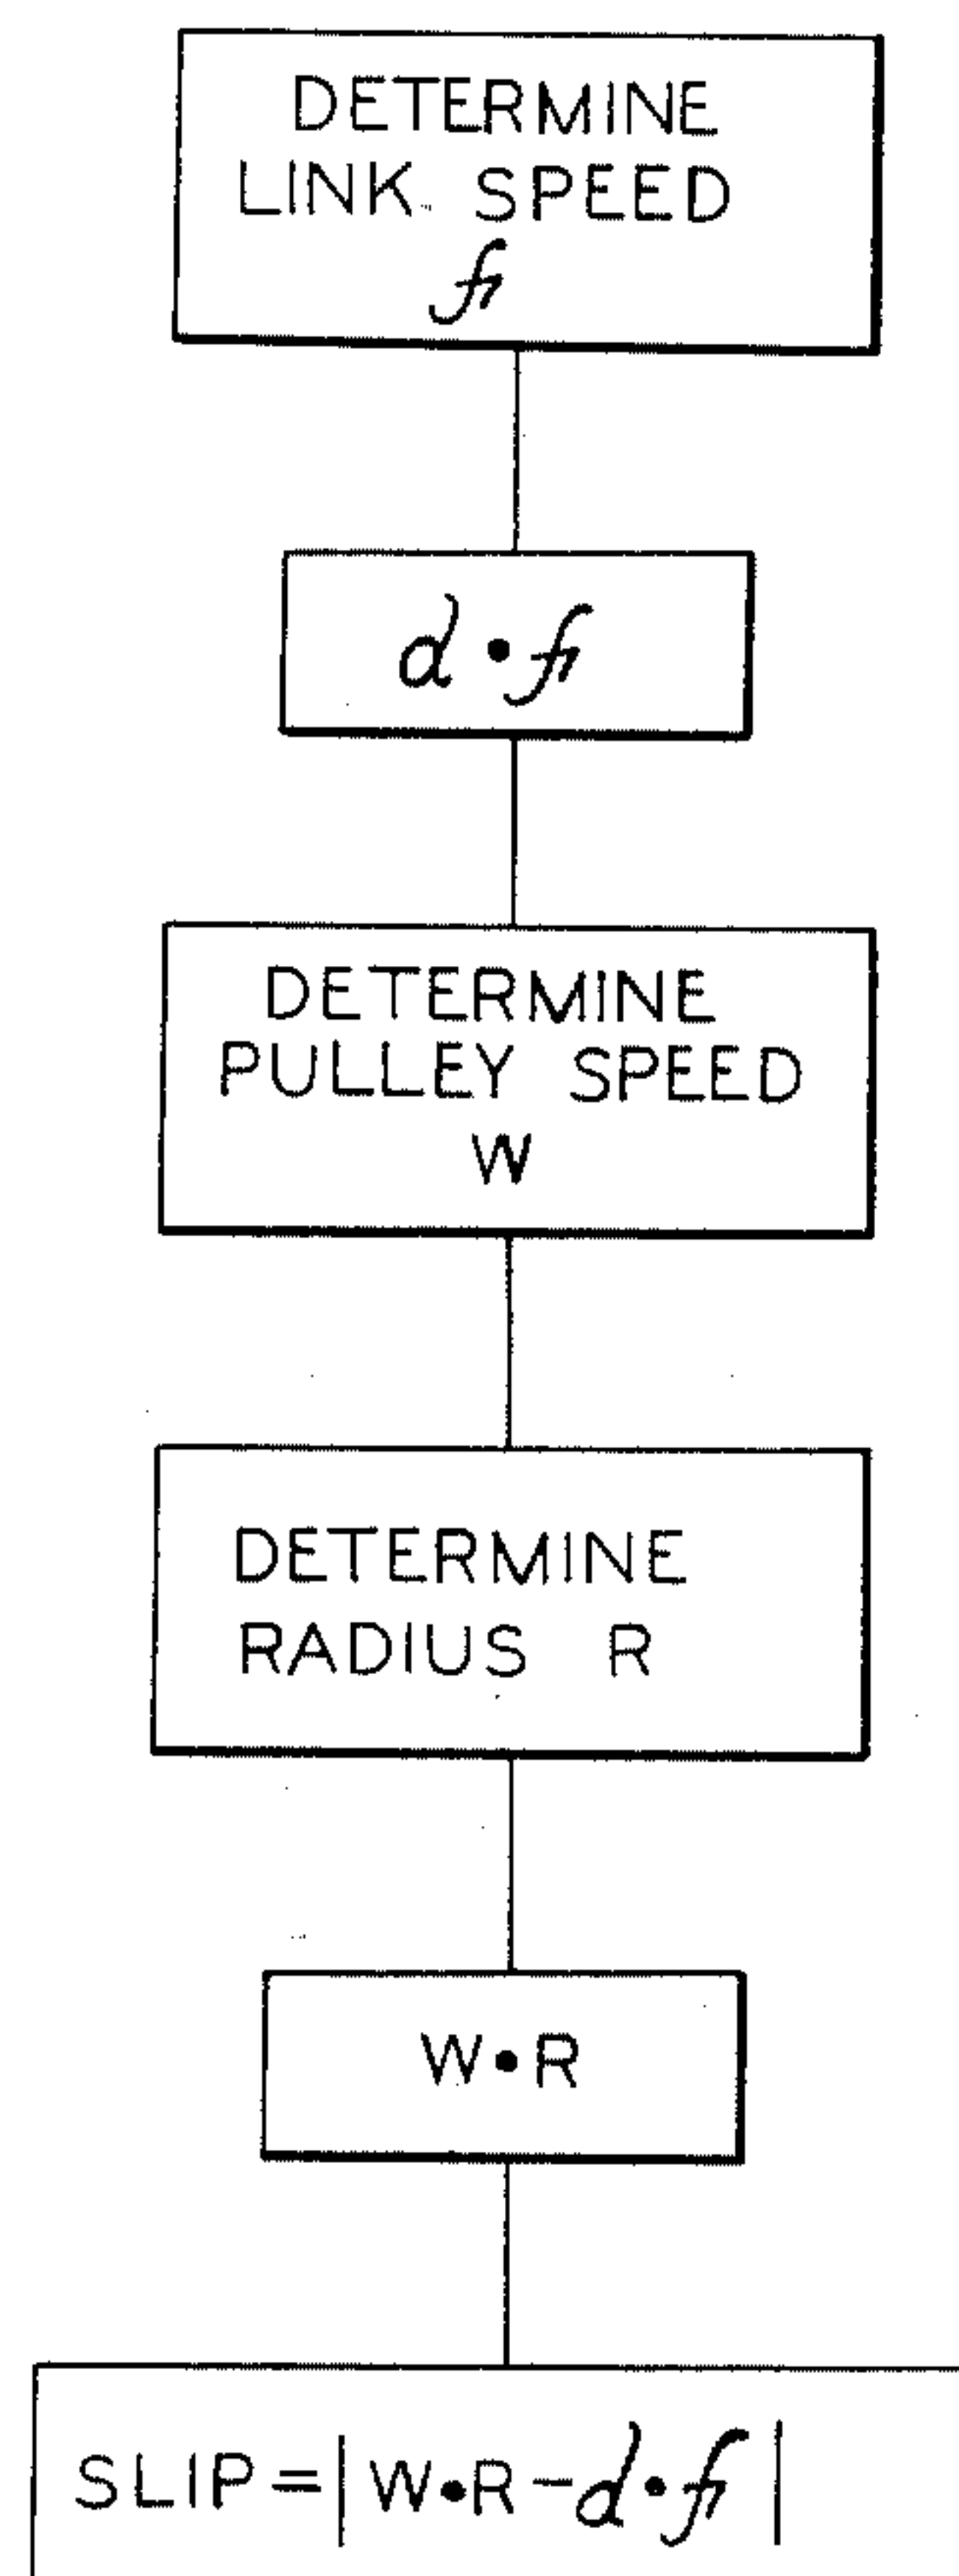 DETERMINE
LINK SPEED
f
d•f
DETERMINE
PULLEY SPEED
W
DETERMINE
RADIUS R
W•R
SLIP=|W•R-d•f|